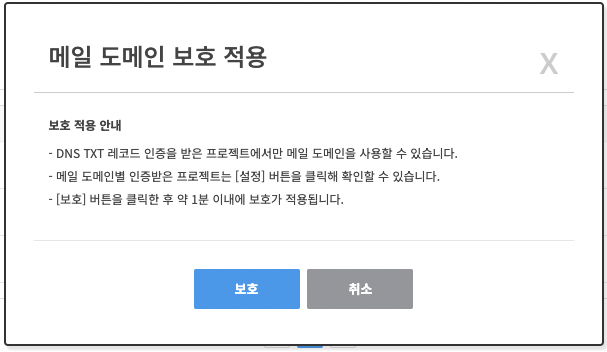 메일 도메인 보호 적용
X
보호 적용 안내
- DNS TXT 레코드 인증을 받은 프로젝트에서만 메일 도메인을 사용할 수 있습니다.
- 메일 도메인별 인증받은 프로젝트는 [설정] 버튼을 클릭해 확인할 수 있습니다.
- [보호] 버튼을 클릭한 후 약 1분 이내에 보호가 적용됩니다.
보호
취소